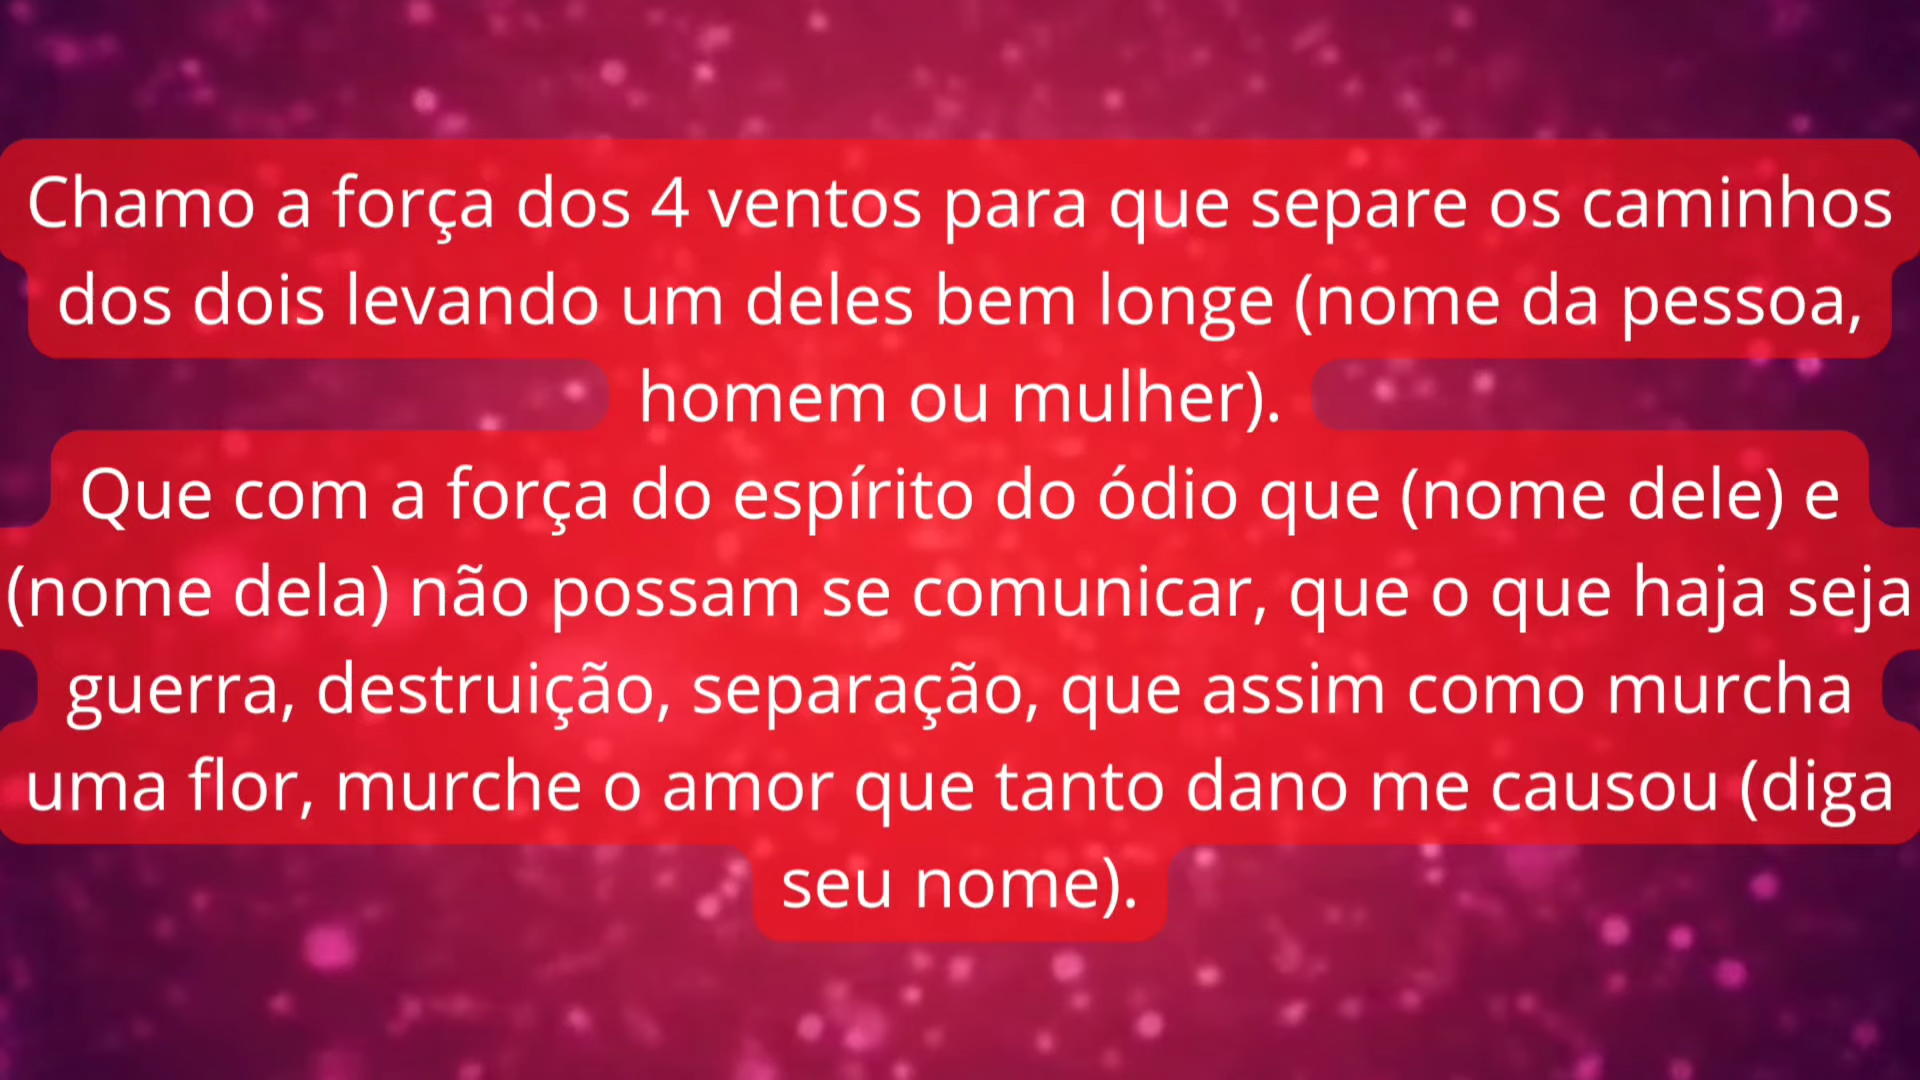 Chamo a força dos 4 ventos para que separe os caminhos
dos dois levando um deles bem longe (nome da pessoa,
homem ou mulher).
Que com a força do espírito do ódio que (nome dele) e
(nome dela) não possam se comunicar, que o que haja seja
guerra, destruição, separação, que assim como murcha
uma flor, murche o amor que tanto dano me causou (diga
seu nome).